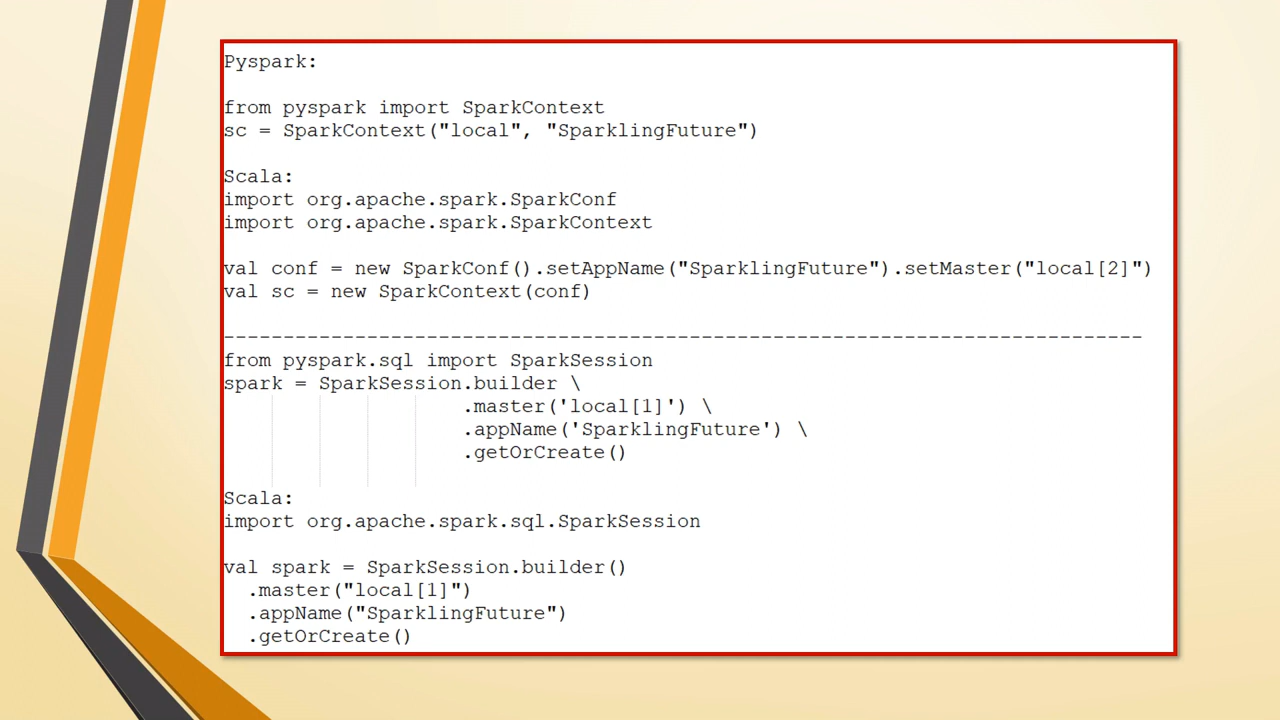 Pyspark:
from pyspark import SparkContext
sc = SparkContext("local", "SparklingFuture")
Scala:
import org.apache.spark.SparkConf
import org.apache.spark.SparkContext
val conf = new SparkConf().setAppName("SparklingFuture").setMaster("local[2]")
val sc = new SparkContext(conf)
-----------------------------------------------------------------------------
from pyspark.sql import SparkSession
spark = SparkSession.builder \
.master('local[1]') \
.appName('SparklingFuture') \
.getOrCreate()
Scala:
import org.apache.spark.sql.SparkSession
val spark = SparkSession.builder()
.master("local[1]")
.appName("SparklingFuture")
.getOrCreate()